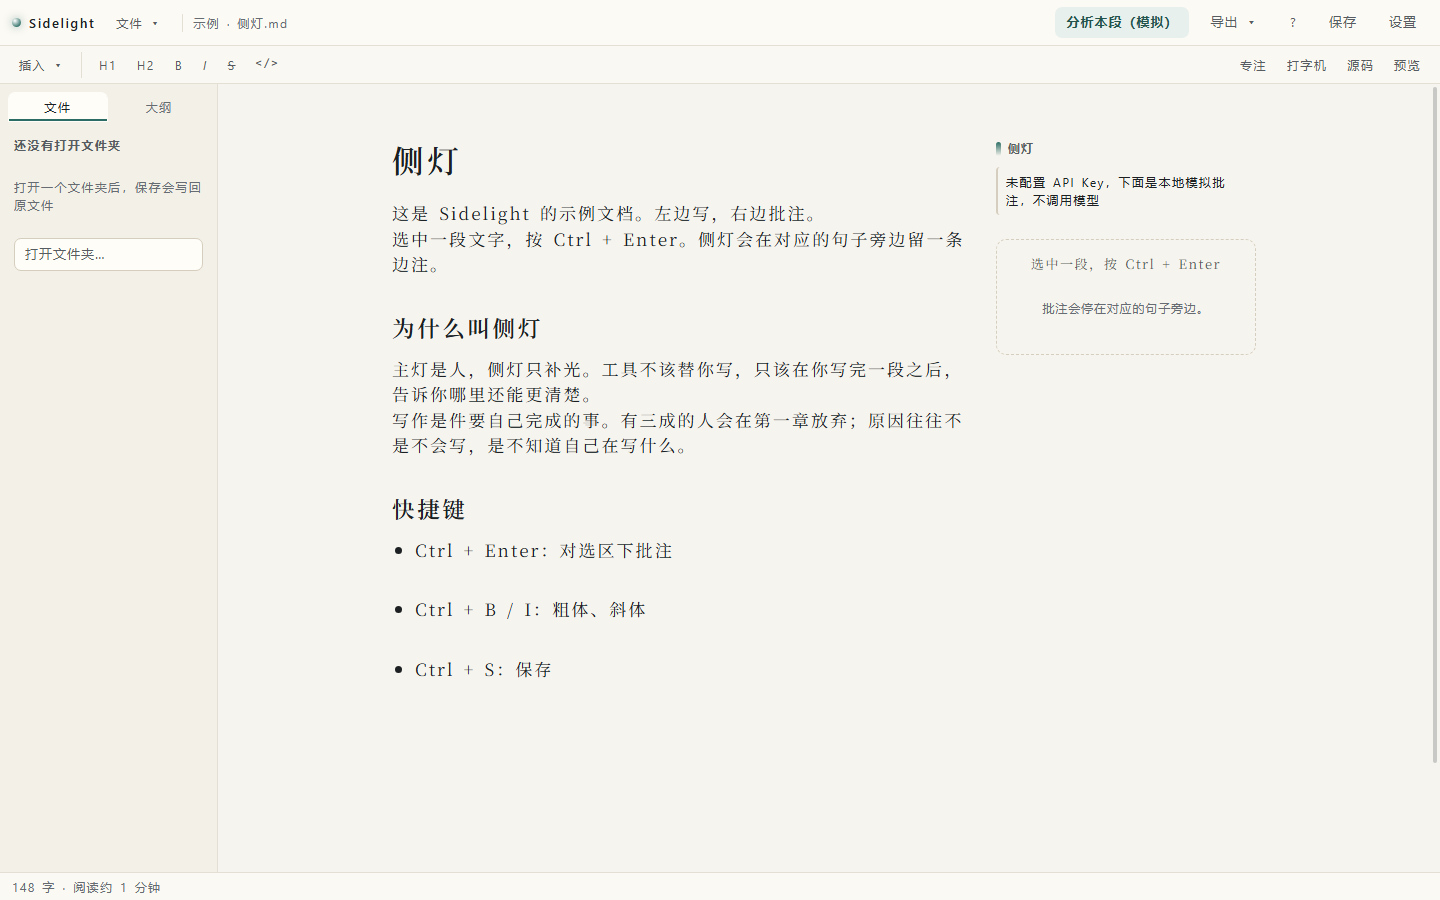 Sidelight 文件 ▾ 示例 · 侧灯.md 分析本段（模拟） 导出 ▾ ? 保存 设置
插入 ▾ H1 H2 B I S </> 专注 打字机 源码 预览
文件 大纲
还没有打开文件夹
打开一个文件夹后，保存会写回
原文件
打开文件夹...
侧灯
这是 Sidelight 的示例文档。左边写，右边批注。
选中一段文字，按 Ctrl + Enter。侧灯会在对应的句子旁边留一条
边注。
为什么叫侧灯
主灯是人，侧灯只补光。工具不该替你写，只该在你写完一段之后，
告诉你哪里还能更清楚。
写作是件要自己完成的事。有三成的人会在第一章放弃；原因往往不
是不会写，是不知道自己在写什么。
快捷键
• Ctrl + Enter：对选区下批注
• Ctrl + B / I：粗体、斜体
• Ctrl + S：保存
侧灯
未配置 API Key，下面是本地模拟批
注，不调用模型
选中一段，按 Ctrl + Enter
批注会停在对应的句子旁边。
148 字 · 阅读约 1 分钟